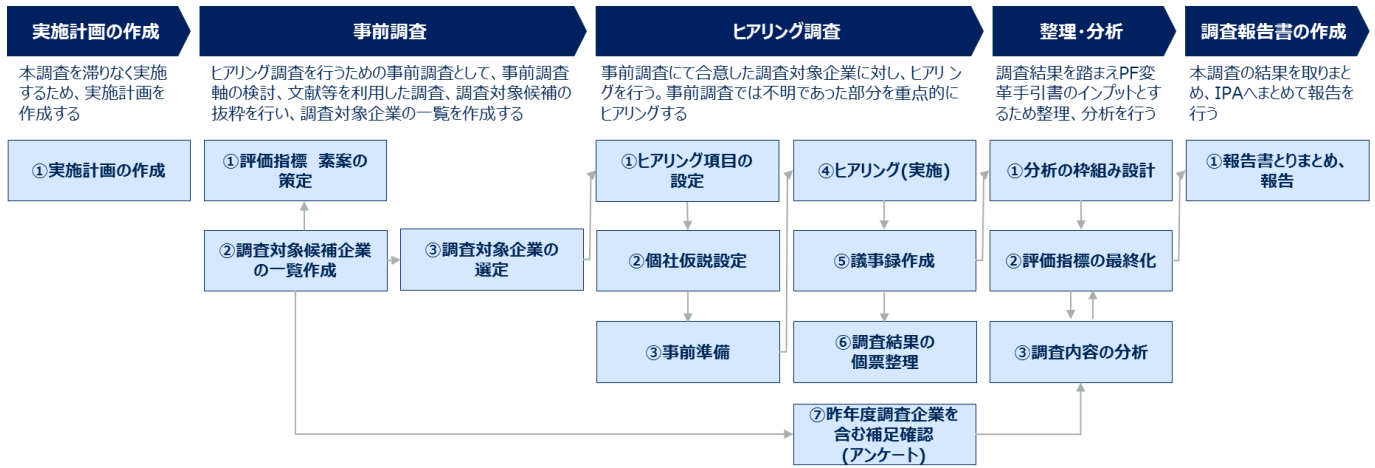 実施計画の作成
事前調査
ヒアリング調査
整理・分析
調査報告書の作成
本調査を滞りなく実施
するため、実施計画を
作成する
ヒアリング調査を行うための事前調査として、事前調査
軸の検討、文献等を利用した調査、調査対象候補の
抜粋を行い、調査対象企業の一覧を作成する
事前調査にて合意した調査対象企業に対し、ヒアリン
グを行う。事前調査では不明であった部分を重点的に
ヒアリングする
調査結果を踏まえPF変
革手引書のインプットとす
るため整理、分析を行う
本調査の結果を取りまと
め、IPAへまとめて報告を
行う
①実施計画の作成
①評価指標 素案の
策定
②調査対象候補企業
の一覧作成
③調査対象企業の
選定
①ヒアリング項目の
設定
②個社仮説設定
③事前準備
④ヒアリング(実施)
⑤議事録作成
⑥調査結果の
個票整理
⑦昨年度調査企業を
含む補足確認
(アンケート)
①分析の枠組み設計
②評価指標の最終化
③調査内容の分析
①報告書とりまとめ、
報告